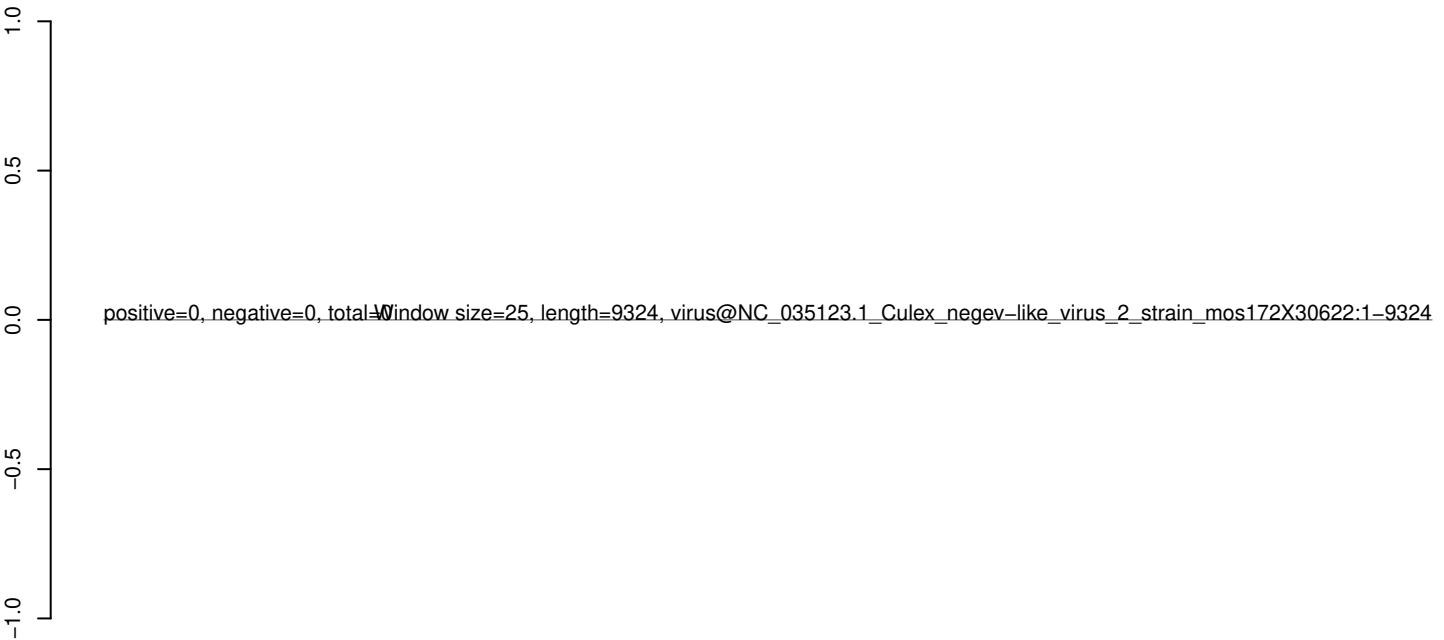 1.0
0.5
0.0
−0.5
−1.0
positive=0, negative=0, total=0
Window size=25, length=9324, virus@NC_035123.1_Culex_negev−like_virus_2_strain_mos172X30622:1−9324